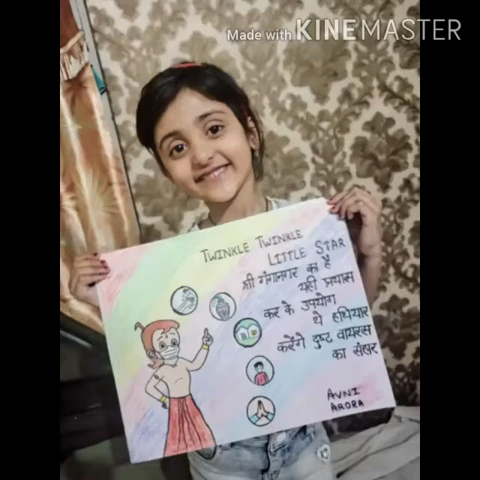 Made with KINEMASTER
TWINKLE TWINKLE
LITTLE STAR
श्री गंगानगर का है
यही प्रयास
कर के उपयोग
ये हथियार
करेंगे दुष्ट वायरस
का संहार
AVNI
ARORA